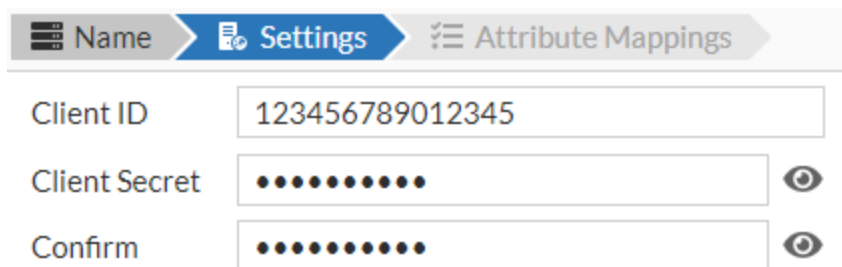 Name Settings Attribute Mappings
Client ID 123456789012345
Client Secret ••••••••••
Confirm ••••••••••